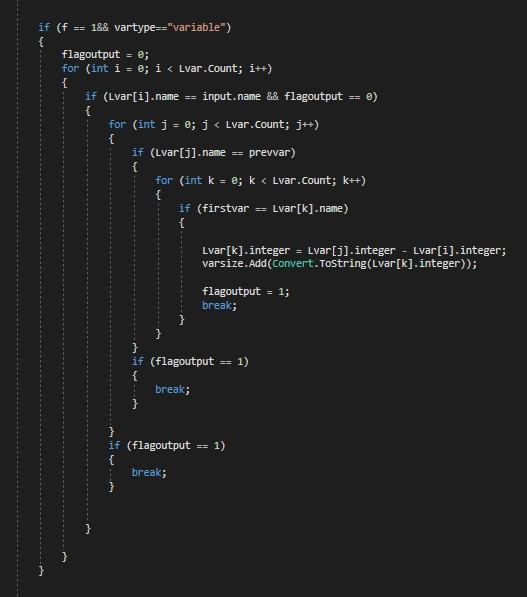 if (f == 1&& vartype=="variable")
{
flagoutput = 0;
for (int i = 0; i < Lvar.Count; i++)
{
if (Lvar[i].name == input.name && flagoutput == 0)
{
for (int j = 0; j < Lvar.Count; j++)
{
if (Lvar[j].name == prevvar)
{
for (int k = 0; k < Lvar.Count; k++)
{
if (firstvar == Lvar[k].name)
{
Lvar[k].integer = Lvar[j].integer - Lvar[i].integer;
varsize.Add(Convert.ToString(Lvar[k].integer));
flagoutput = 1;
break;
}
}
}
if (flagoutput == 1)
{
break;
}
}
if (flagoutput == 1)
{
break;
}
}
}
}